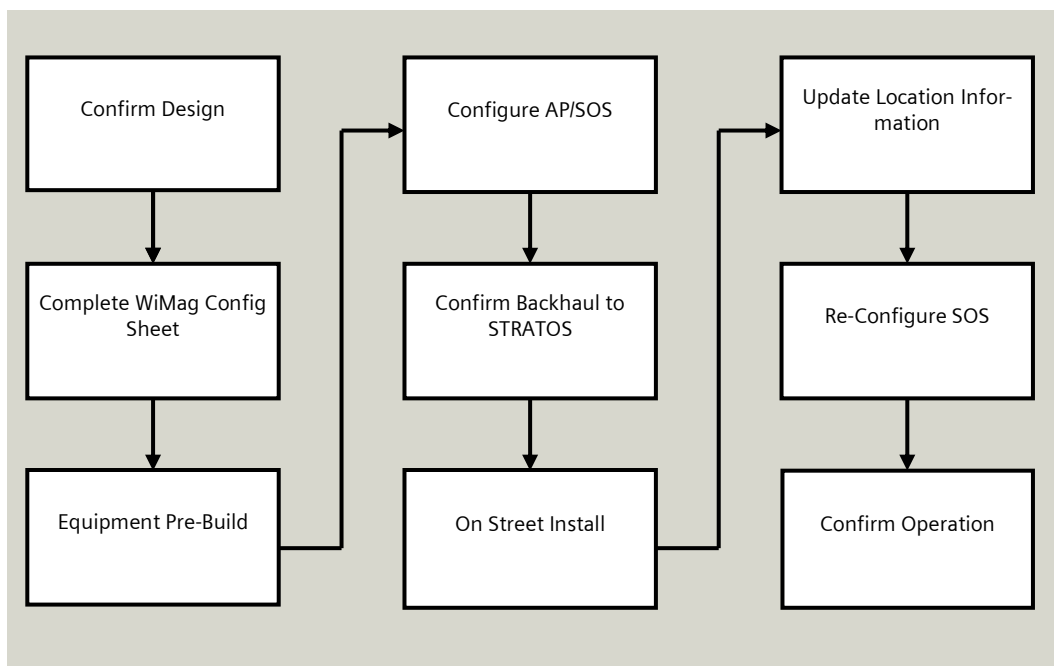 Confirm Design
Complete WiMag Config
Sheet
Equipment Pre-Build
Configure AP/SOS
Confirm Backhaul to
STRATOS
On Street Install
Update Location Infor-
mation
Re-Configure SOS
Confirm Operation